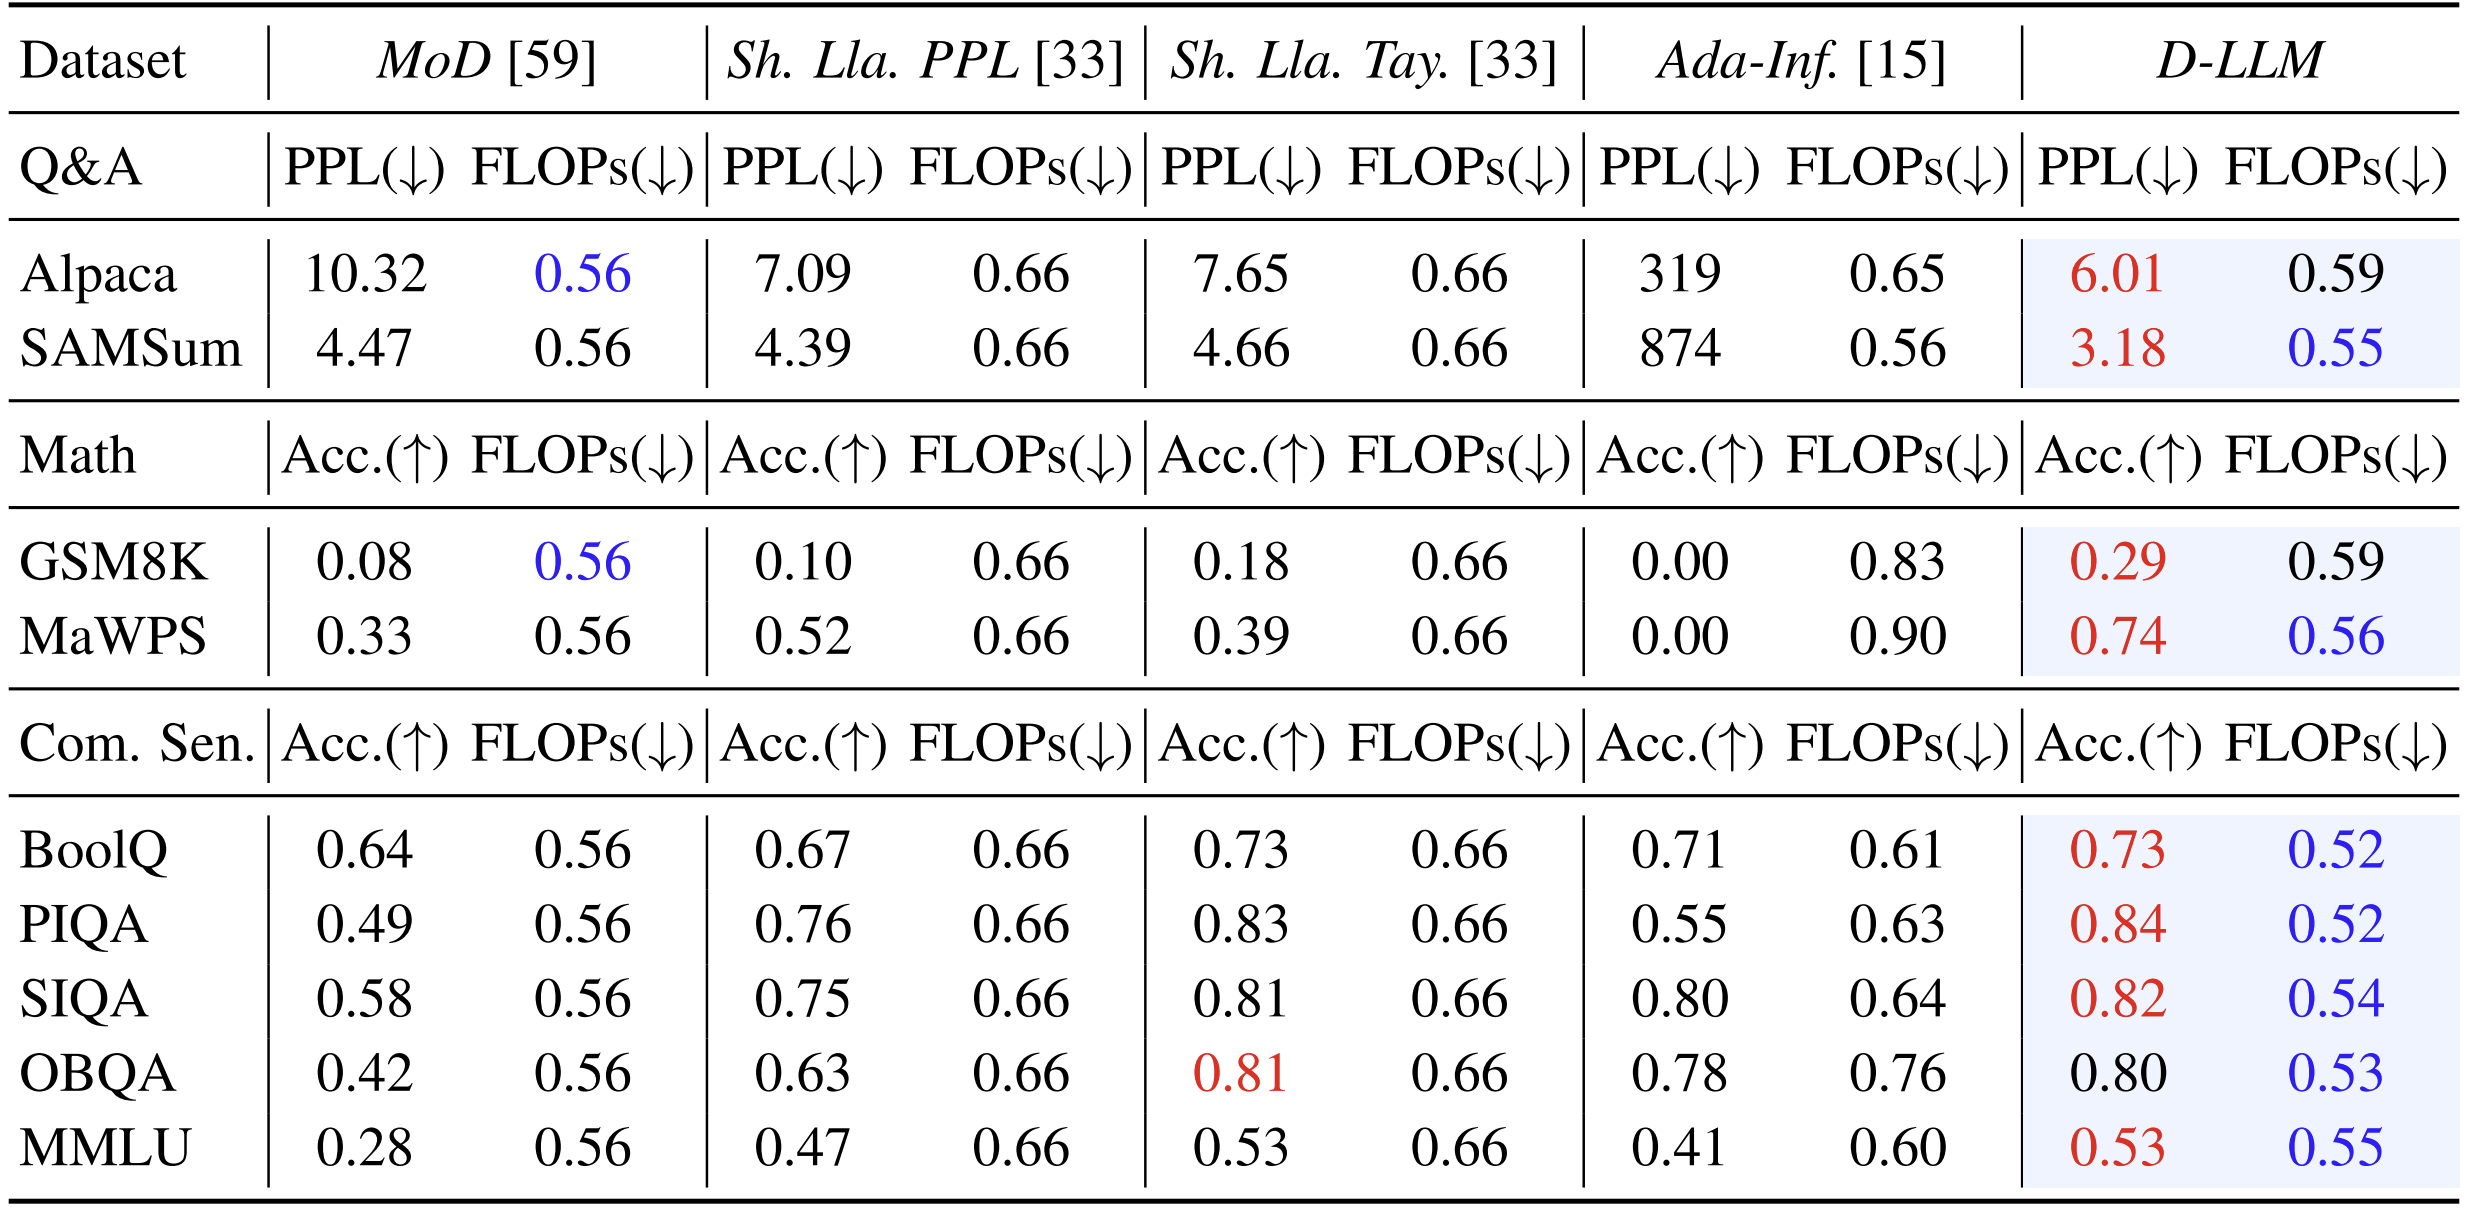 Dataset MoD [59] Sh. Lla. PPL [33] Sh. Lla. Tay. [33] Ada-Inf. [15] D-LLM
Q&A PPL(↓) FLOPs(↓) PPL(↓) FLOPs(↓) PPL(↓) FLOPs(↓) PPL(↓) FLOPs(↓) PPL(↓) FLOPs(↓)
Alpaca 10.32 0.56 7.09 0.66 7.65 0.66 319 0.65 6.01 0.59
SAMSum 4.47 0.56 4.39 0.66 4.66 0.66 874 0.56 3.18 0.55
Math Acc.(↑) FLOPs(↓) Acc.(↑) FLOPs(↓) Acc.(↑) FLOPs(↓) Acc.(↑) FLOPs(↓) Acc.(↑) FLOPs(↓)
GSM8K 0.08 0.56 0.10 0.66 0.18 0.66 0.00 0.83 0.29 0.59
MaWPS 0.33 0.56 0.52 0.66 0.39 0.66 0.00 0.90 0.74 0.56
Com. Sen. Acc.(↑) FLOPs(↓) Acc.(↑) FLOPs(↓) Acc.(↑) FLOPs(↓) Acc.(↑) FLOPs(↓) Acc.(↑) FLOPs(↓)
BoolQ 0.64 0.56 0.67 0.66 0.73 0.66 0.71 0.61 0.73 0.52
PIQA 0.49 0.56 0.76 0.66 0.83 0.66 0.55 0.63 0.84 0.52
SIQA 0.58 0.56 0.75 0.66 0.81 0.66 0.80 0.64 0.82 0.54
OBQA 0.42 0.56 0.63 0.66 0.81 0.66 0.78 0.76 0.80 0.53
MMLU 0.28 0.56 0.47 0.66 0.53 0.66 0.41 0.60 0.53 0.55